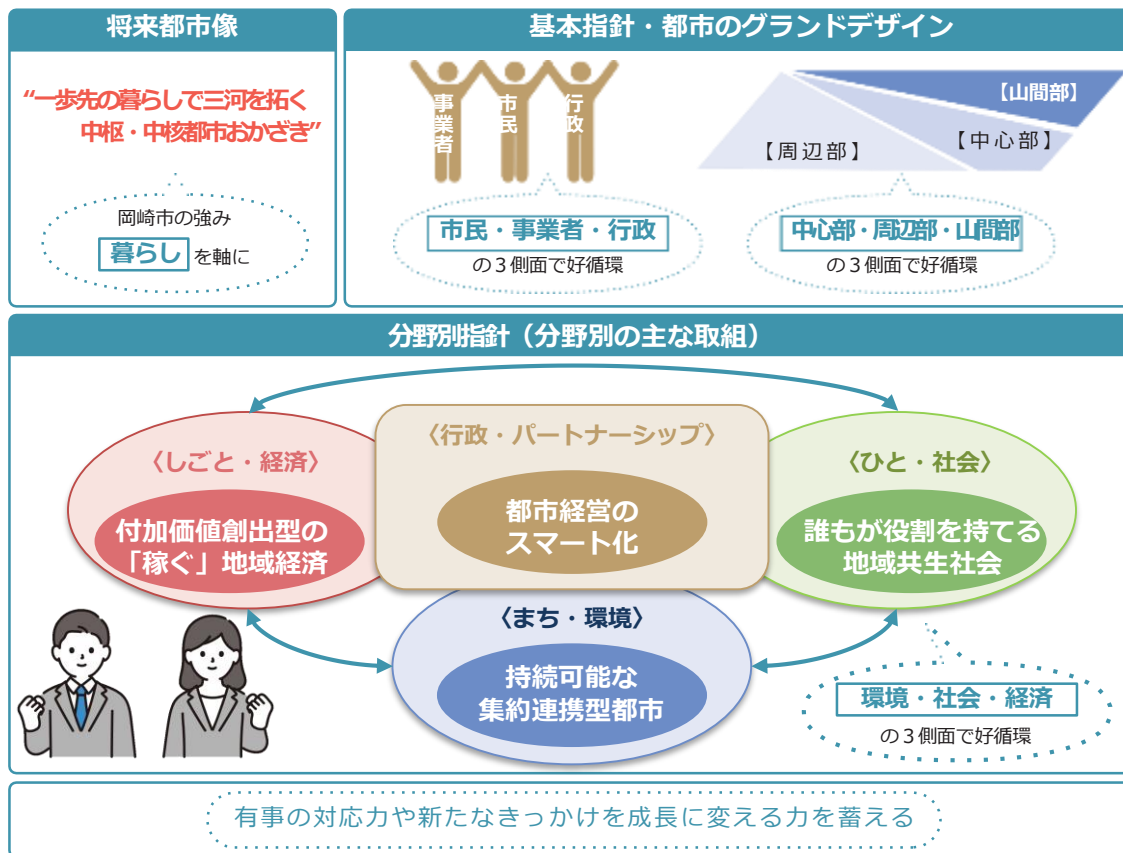 将来都市像
“一歩先の暮らしで三河を拓く
中枢・中核都市おかざき”
岡崎市の強み
暮らし を軸に
基本指針・都市のグランドデザイン
事業者
市民
行政
市民・事業者・行政
の3側面で好循環
【山間部】
【中心部】
【周辺部】
中心部・周辺部・山間部
の3側面で好循環
分野別指針（分野別の主な取組）
〈しごと・経済〉
付加価値創出型の
「稼ぐ」地域経済
〈行政・パートナーシップ〉
都市経営の
スマート化
〈ひと・社会〉
誰もが役割を持てる
地域共生社会
〈まち・環境〉
持続可能な
集約連携型都市
環境・社会・経済
の3側面で好循環
有事の対応力や新たなきっかけを成長に変える力を蓄える